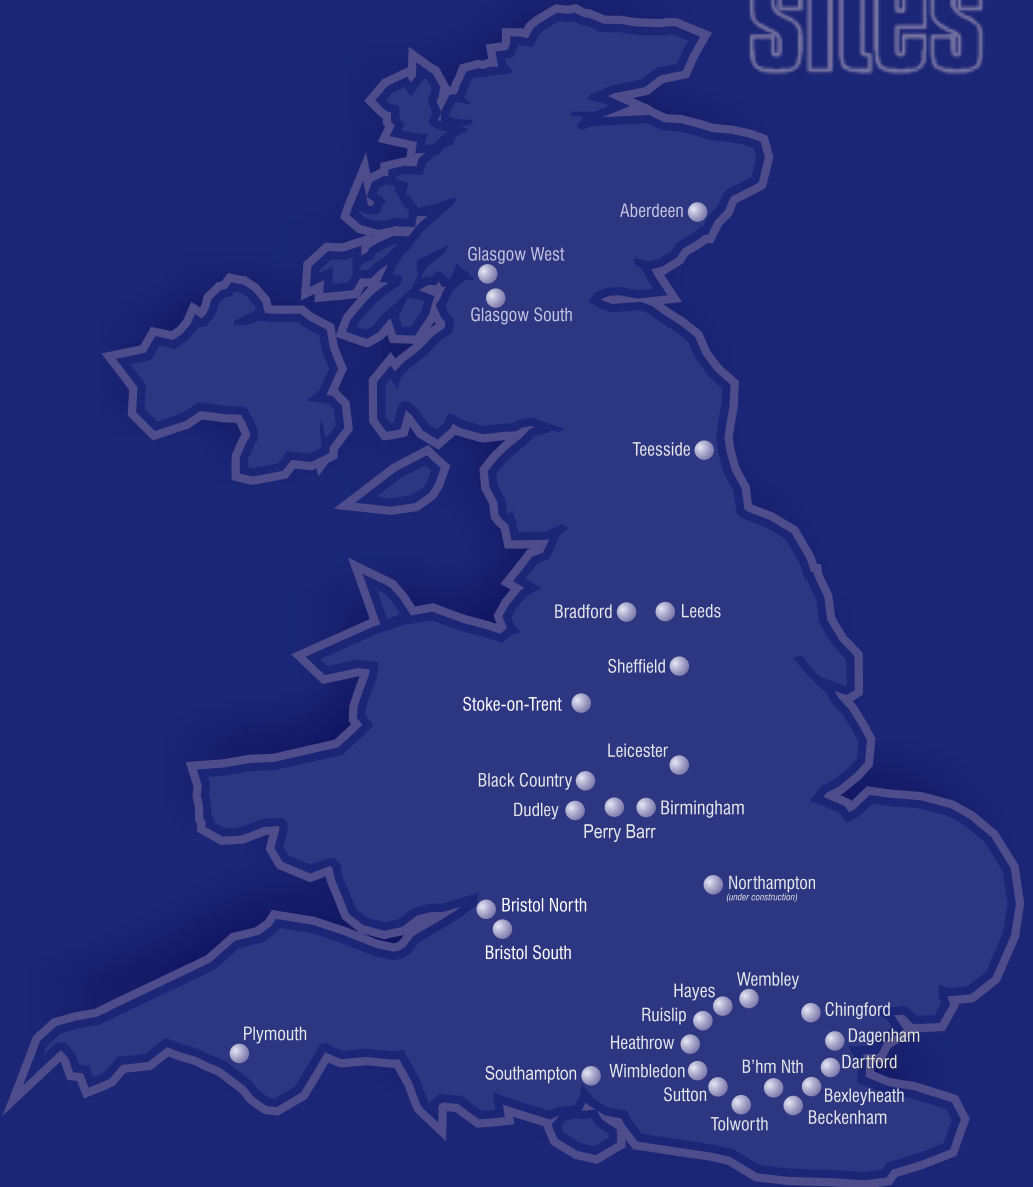 sites
Aberdeen
Glasgow West
Glasgow South
Teesside
Bradford
Leeds
Sheffield
Stoke-on-Trent
Leicester
Black Country
Dudley
Birmingham
Perry Barr
Northampton
(under construction)
Bristol North
Bristol South
Wembley
Hayes
Chingford
Ruislip
Plymouth
Dagenham
Heathrow
Dartford
B'hm Nth
Wimbledon
Southampton
Sutton
Bexleyheath
Beckenham
Tolworth